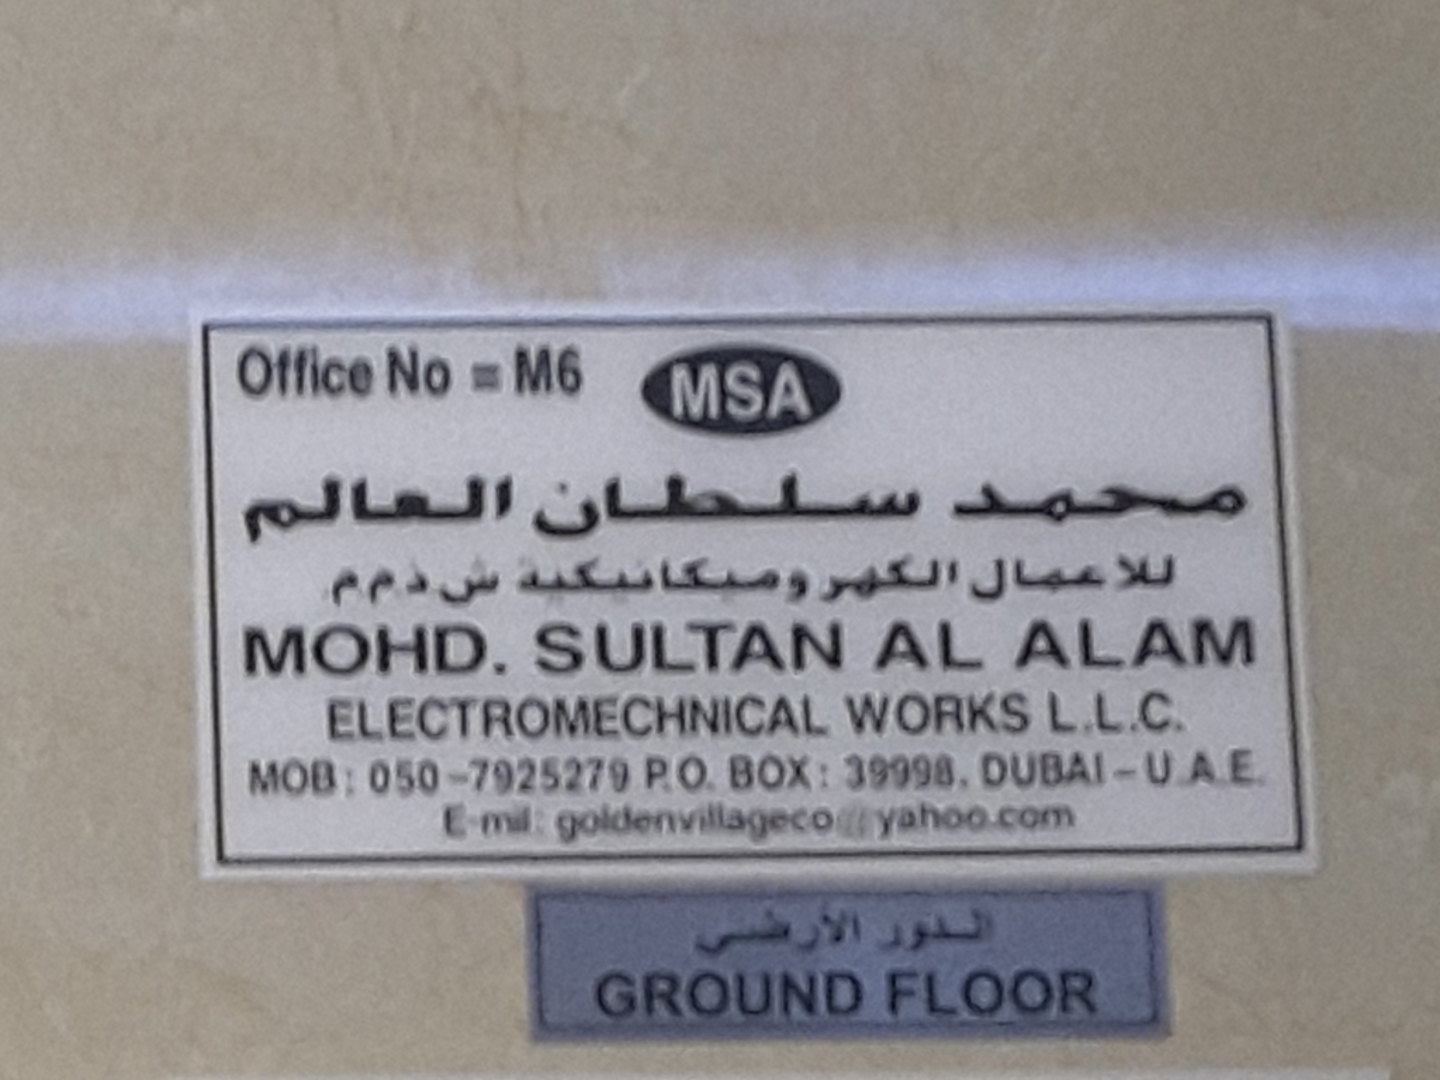 Office No = M6 MSA
محمد سلطان العالم
للاعمال الكهروميكانيكية ش ذ م م.
MOHD. SULTAN AL ALAM
ELECTROMECHNICAL WORKS L.L.C.
MOB : 050 -7925279 P.O. BOX : 39998. DUBAI - U.A.E.
E-mil: goldenvillageco@yahoo.com
الدور الأرضي
GROUND FLOOR